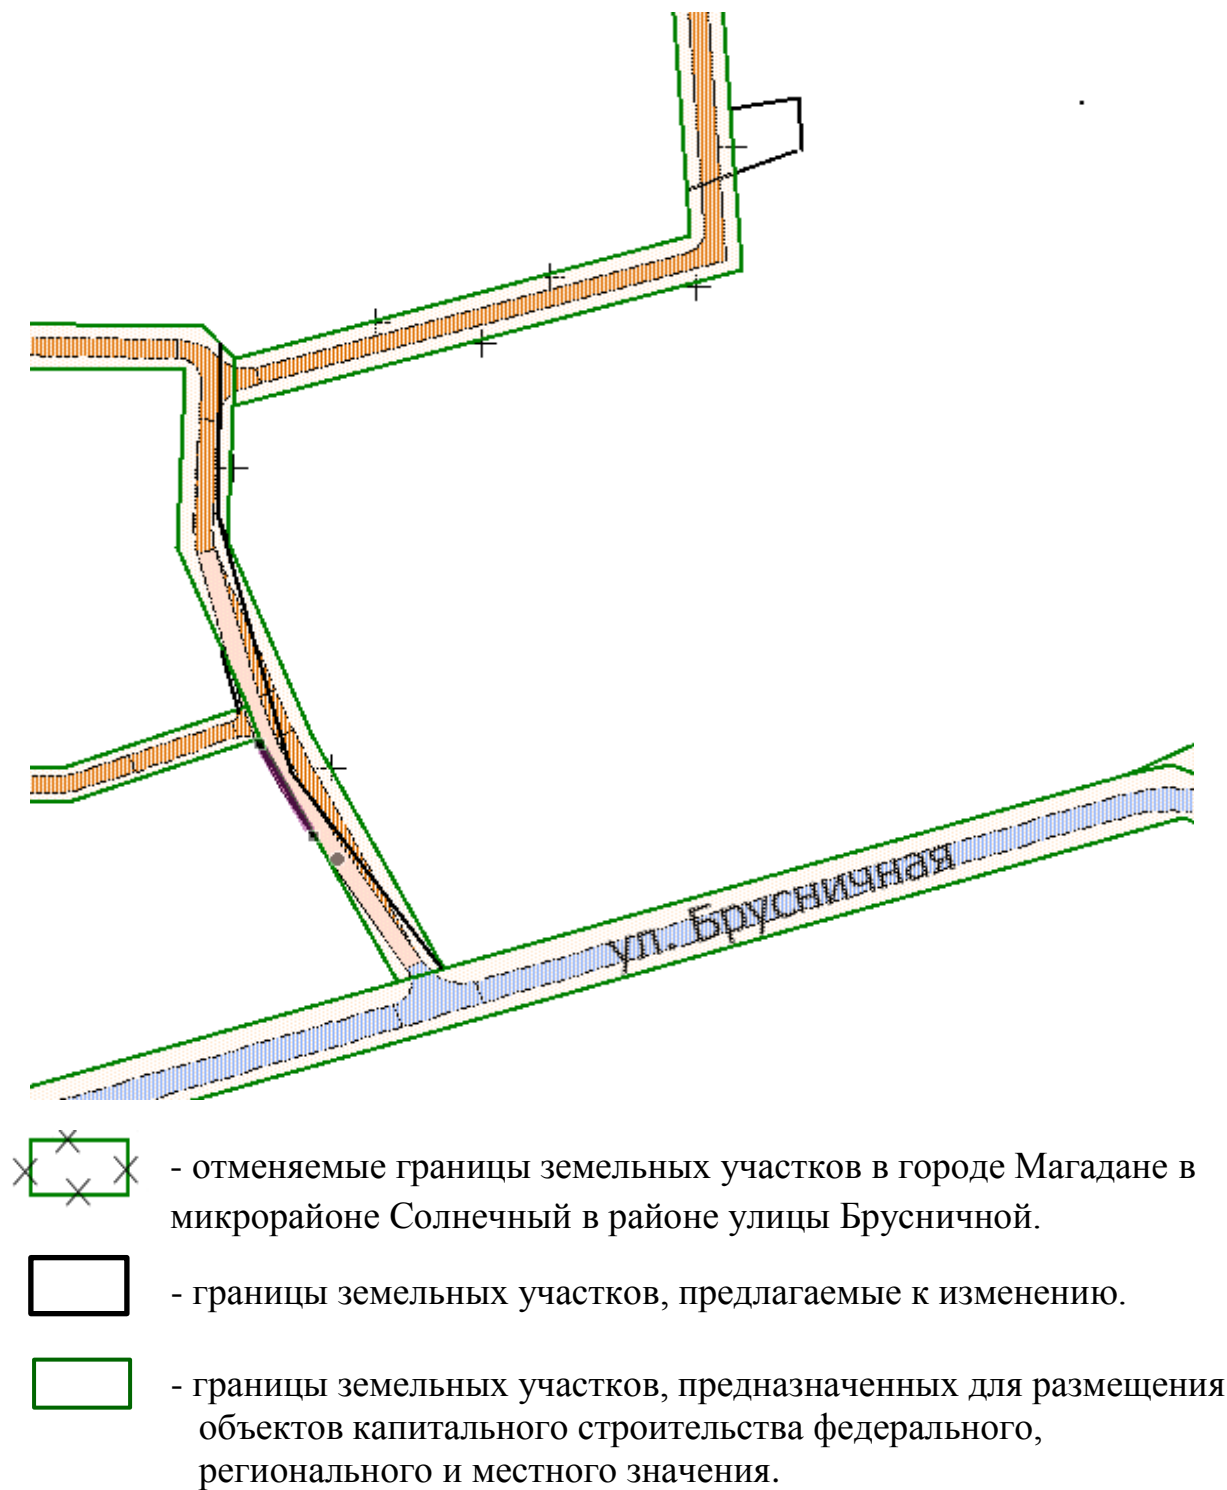 ул. Брусничная
- отменяемые границы земельных участков в городе Магадане в
микрорайоне Солнечный в районе улицы Брусничной.
- границы земельных участков, предлагаемые к изменению.
- границы земельных участков, предназначенных для размещения
объектов капитального строительства федерального,
регионального и местного значения.